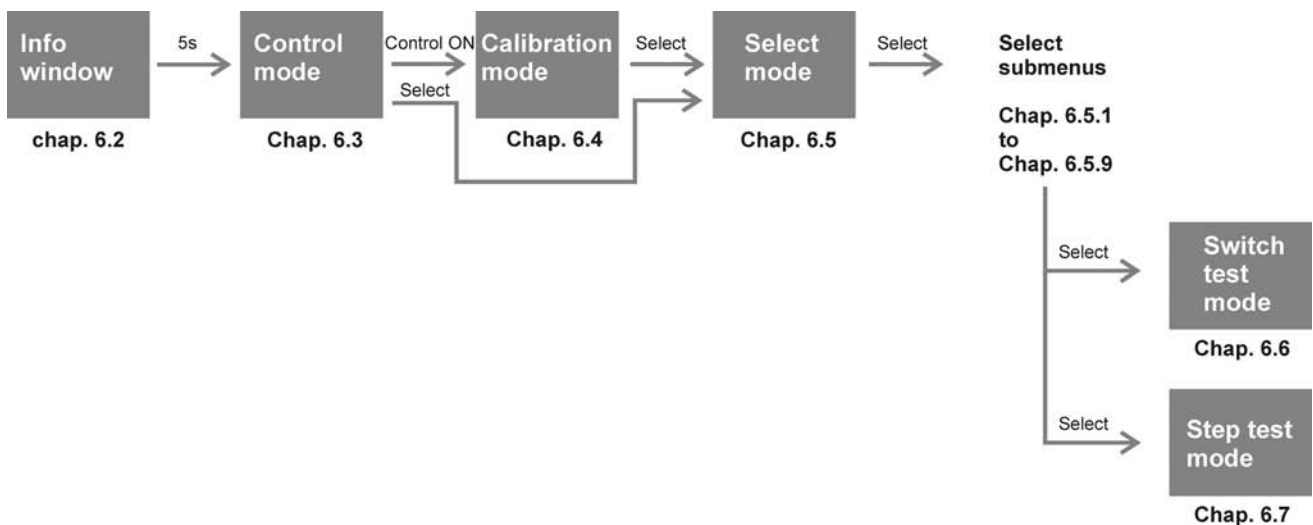 Info
window
chap. 6.2
5s
Control
mode
Chap. 6.3
Control ON
Select
Calibration
mode
Chap. 6.4
Select
Select
mode
Chap. 6.5
Select
Select
submenus
Chap. 6.5.1
to
Chap. 6.5.9
Select
Switch
test
mode
Chap. 6.6
Select
Step test
mode
Chap. 6.7